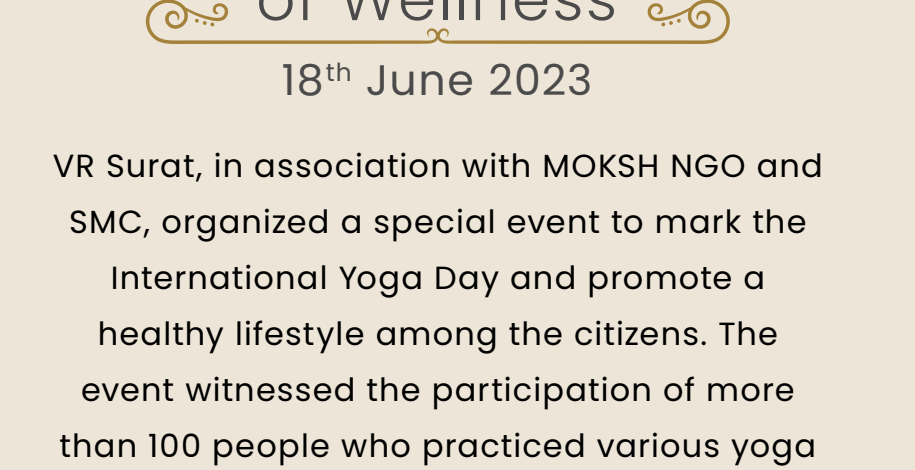 of Wellness
18th June 2023
VR Surat, in association with MOKSH NGO and
SMC, organized a special event to mark the
International Yoga Day and promote a
healthy lifestyle among the citizens. The
event witnessed the participation of more
than 100 people who practiced various yoga